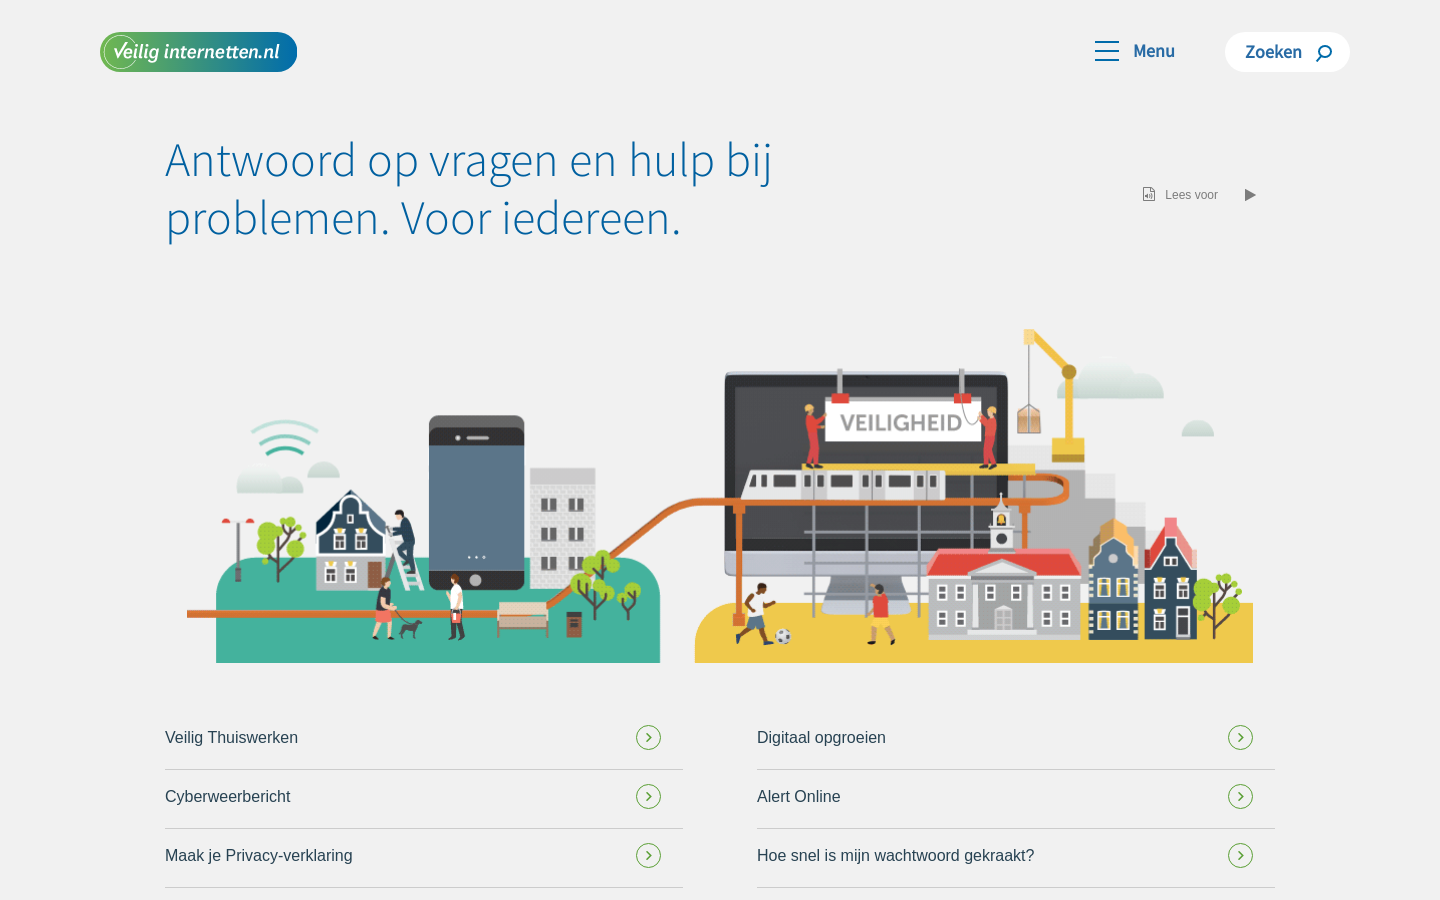 Veilig internetten.nl
Menu
Zoeken
Antwoord op vragen en hulp bij
problemen. Voor iedereen.
Lees voor
VEILIGHEID
Veilig Thuiswerken
Digitaal opgroeien
Cyberweerbericht
Alert Online
Maak je Privacy-verklaring
Hoe snel is mijn wachtwoord gekraakt?